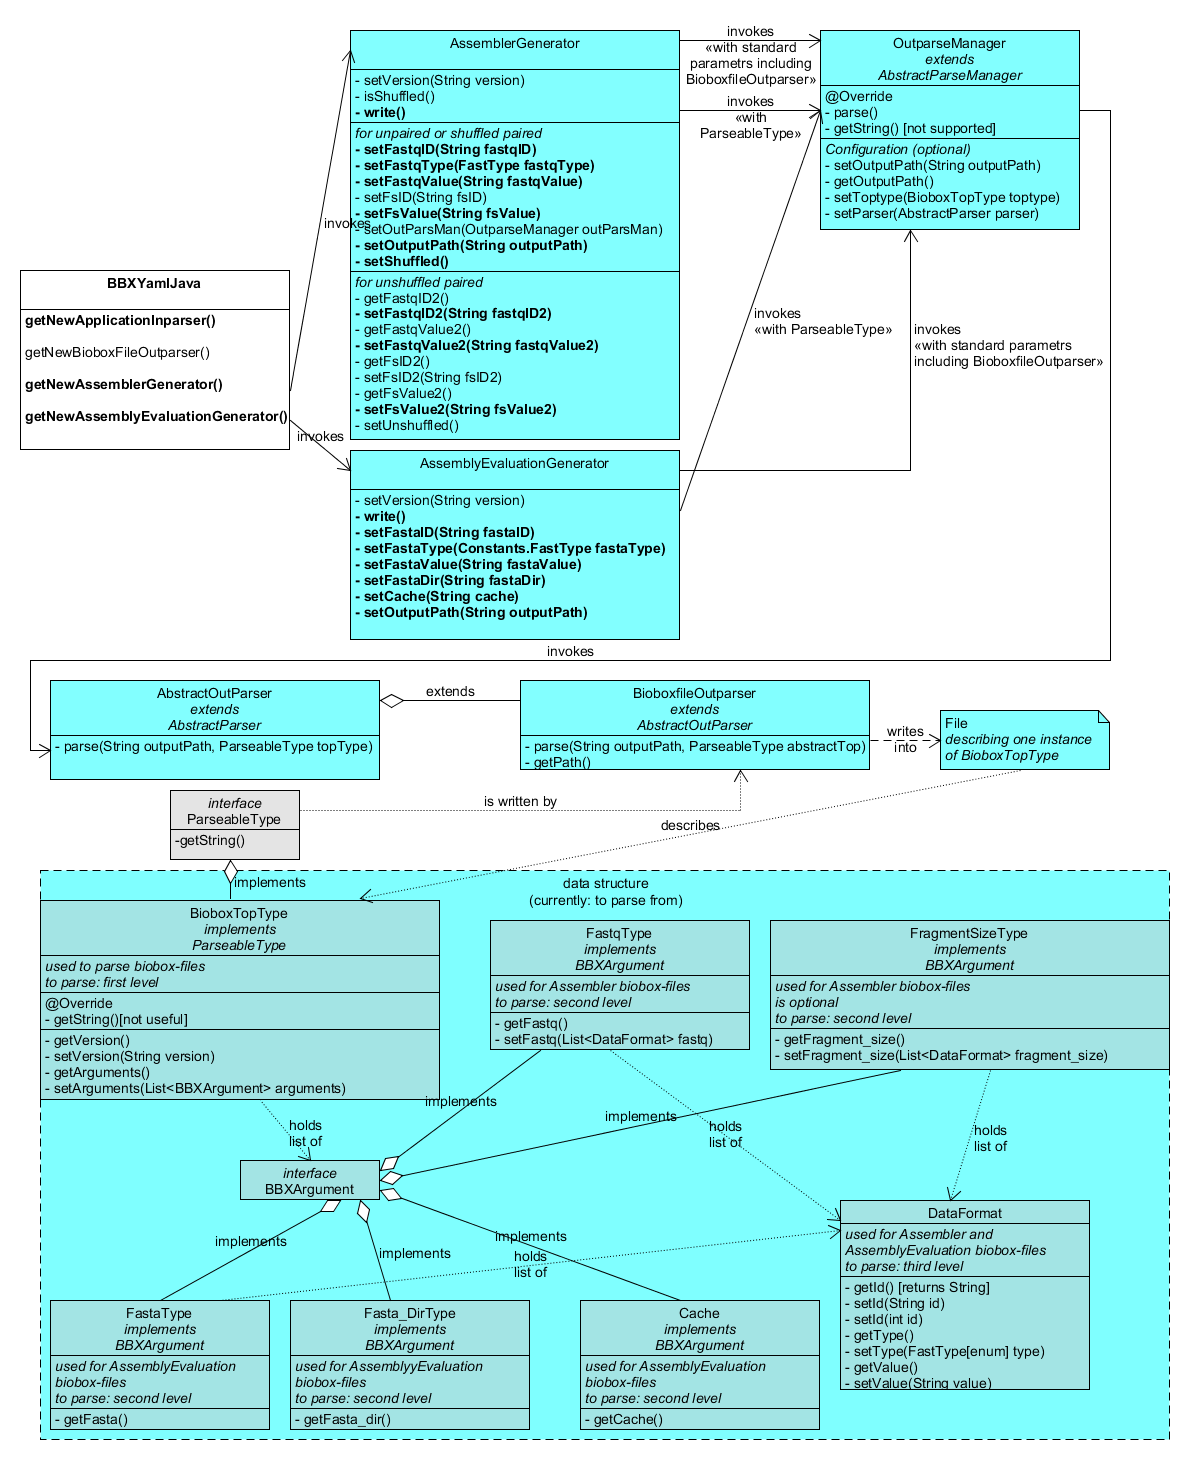 AssemblerGenerator
- setVersion(String version)
- isShuffled()
- write()
for unpaired or shuffled paired
- setFastqID(String fastqID)
- setFastqType(FastType fastqType)
- setFastqValue(String fastqValue)
- setFsID(String fsID)
- setFsValue(String fsValue)
- setOutParsMan(OutparseManager outParsMan)
- setOutputPath(String outputPath)
- setShuffled()
for unshuffled paired
- getFastqID2()
- setFastqID2(String fastqID2)
- getFastqValue2()
- setFastqValue2(String fastqValue2)
- getFsID2()
- setFsID2(String fsID2)
- getFsValue2()
- setFsValue2(String fsValue2)
- setUnshuffled()
invokes
«with standard
parametrs including
BioboxfileOutparser»
invokes
«with
ParseableType»
OutparseManager
extends
AbstractParseManager
@Override
- parse()
- getString() [not supported]
Configuration (optional)
- setOutputPath(String outputPath)
- getOutputPath()
- setToptype(BioboxTopType toptype)
- setParser(AbstractParser parser)
invokes
BBXYamlJava
getNewApplicationInparser()
getNewBioboxFileOutparser()
getNewAssemblerGenerator()
getNewAssemblyEvaluationGenerator()
invokes
invokes
«with ParseableType»
invokes
«with standard parametrs
including BioboxfileOutparser»
AssemblyEvaluationGenerator
- setVersion(String version)
- write()
- setFastaID(String fastaID)
- setFastaType(Constants.FastType fastaType)
- setFastaValue(String fastaValue)
- setFastaDir(String fastaDir)
- setCache(String cache)
- setOutputPath(String outputPath)
invokes
AbstractOutParser
extends
AbstractParser
- parse(String outputPath, ParseableType topType)
extends
BioboxfileOutparser
extends
AbstractOutParser
- parse(String outputPath, ParseableType abstractTop)
- getPath()
writes
into
File
describing one instance
of BioboxTopType
interface
ParseableType
-getString()
is written by
describes
implements
data structure
(currently: to parse from)
BioboxTopType
implements
ParseableType
used to parse biobox-files
to parse: first level
@Override
- getString()[not useful]
- getVersion()
- setVersion(String version)
- getArguments()
- setArguments(List<BBXArgument> arguments)
FastqType
implements
BBXArgument
used for Assembler biobox-files
to parse: second level
- getFastq()
- setFastq(List<DataFormat> fastq)
FragmentSizeType
implements
BBXArgument
used for Assembler biobox-files
is optional
to parse: second level
- getFragment_size()
- setFragment_size(List<DataFormat> fragment_size)
implements
implements
holds
list of
holds
list of
holds
list of
interface
BBXArgument
implements
implements
implements
holds
list of
DataFormat
used for Assembler and
AssemblyEvaluation biobox-files
to parse: third level
- getId() [returns String]
- setId(String id)
- setId(int id)
- getType()
- setType(FastType[enum] type)
- getValue()
- setValue(String value)
FastaType
implements
BBXArgument
used for AssemblyEvaluation
biobox-files
to parse: second level
- getFasta()
Fasta_DirType
implements
BBXArgument
used for AssemblyyEvaluation
biobox-files
to parse: second level
- getFasta_dir()
Cache
implements
BBXArgument
used for AssemblyEvaluation
biobox-files
to parse: second level
- getCache()